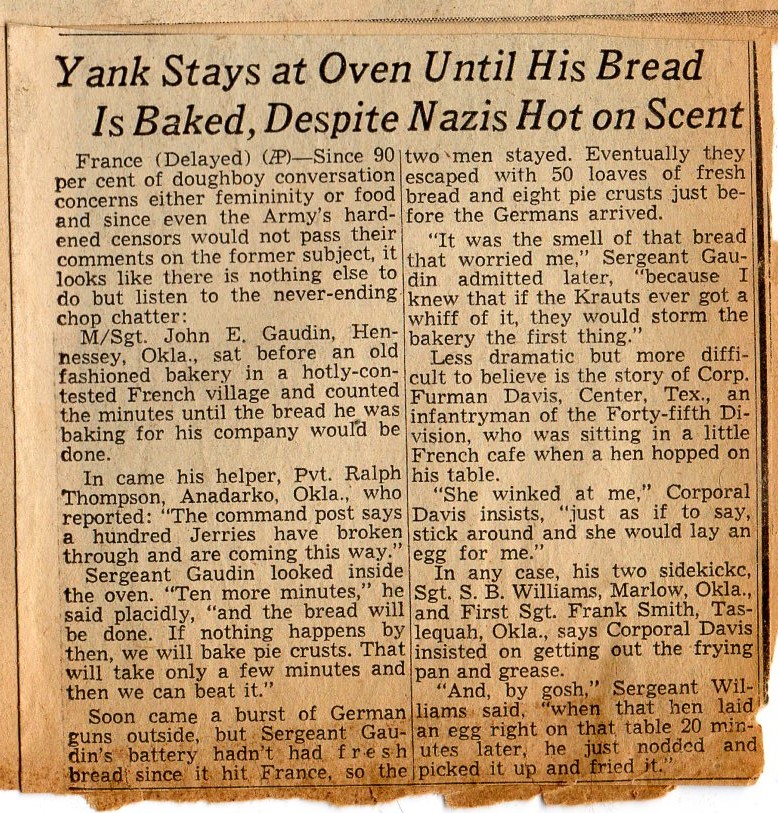 Yank Stays at Oven Until His Bread
Is Baked, Despite Nazis Hot on Scent
France (Delayed) (AP)—Since 90
per cent of doughboy conversation
concerns either femininity or food
and since even the Army's hard-
ened censors would not pass their
comments on the former subject, it
looks like there is nothing else to
do but listen to the never-ending
chop chatter:
M/Sgt. John E. Gaudin, Hen-
nessey, Okla., sat before an old
fashioned bakery in a hotly-con-
tested French village and counted
the minutes until the bread he was
baking for his company would be
done.
In came his helper, Pvt. Ralph
Thompson, Anadarko, Okla., who
reported: "The command post says
a hundred Jerries have broken
through and are coming this way."
Sergeant Gaudin looked inside
the oven. "Ten more minutes," he
said placidly, "and the bread will
be done. If nothing happens by
then, we will bake pie crusts. That
will take only a few minutes and
then we can beat it."
Soon came a burst of German
guns outside, but Sergeant Gau-
din's battery hadn't had fresh
bread since it hit France, so the
two men stayed. Eventually they
escaped with 50 loaves of fresh
bread and eight pie crusts just be-
fore the Germans arrived.
"It was the smell of that bread
that worried me," Sergeant Gau-
din admitted later, "because I
knew that if the Krauts ever got a
whiff of it, they would storm the
bakery the first thing."
Less dramatic but more diffi-
cult to believe is the story of Corp.
Furman Davis, Center, Tex., an
infantryman of the Forty-fifth Di-
vision, who was sitting in a little
French cafe when a hen hopped on
his table.
"She winked at me," Corporal
Davis insists, "just as if to say,
stick around and she would lay an
egg for me."
In any case, his two sidekickc,
Sgt. S. B. Williams, Marlow, Okla.,
and First Sgt. Frank Smith, Tas-
lequah, Okla., says Corporal Davis
insisted on getting out the frying
pan and grease.
"And, by gosh," Sergeant Wil-
liams said, "when that hen laid
an egg right on that table 20 min-
utes later, he just nodded and
picked it up and fried it."